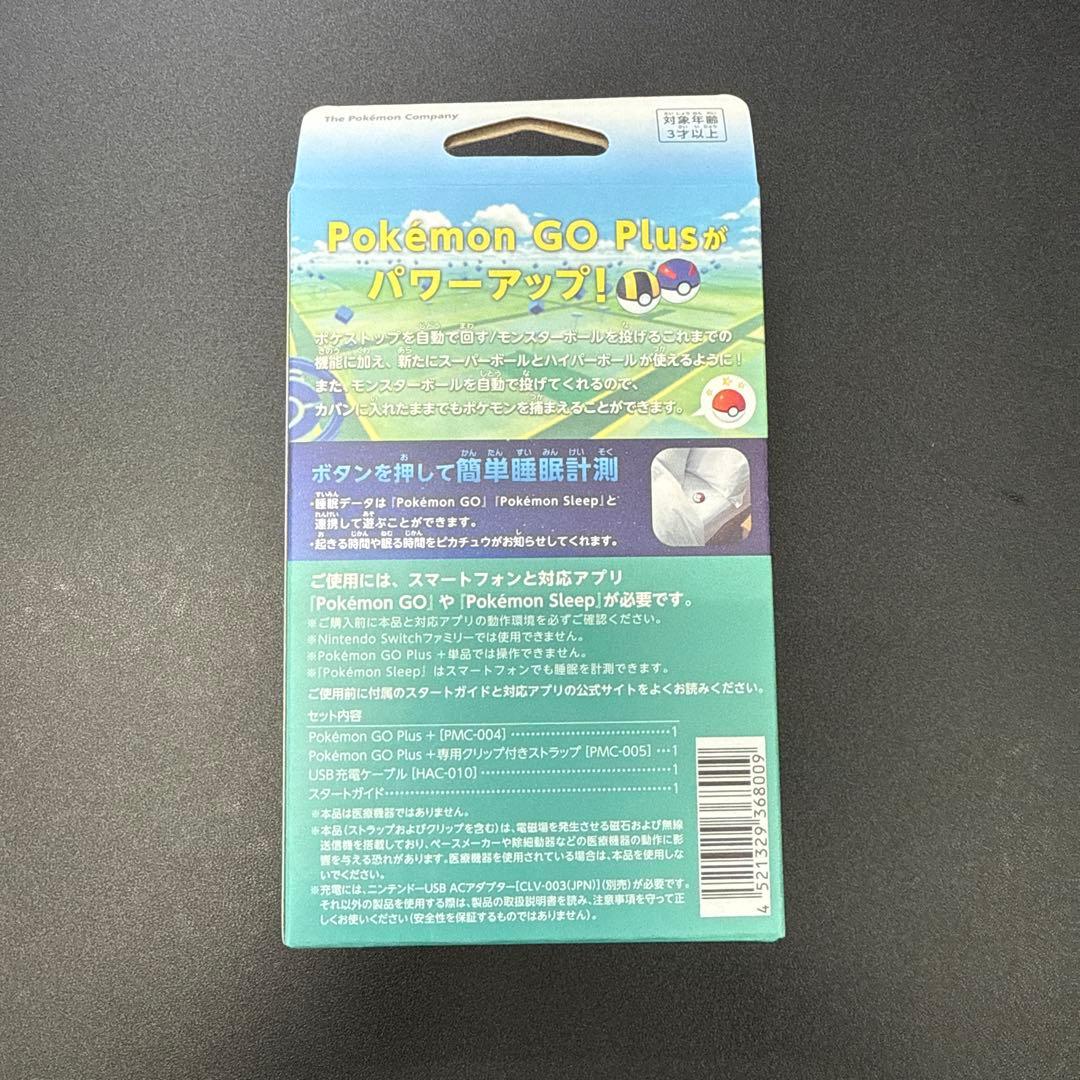 The Pokémon Company
対象年齢
3才以上
Pokémon GO Plusが
パワーアップ!
ポケストップを自動で回す/モンスターボールを投げるこれまでの
機能に加え、新たにスーパーボールとハイパーボールが使えるように!
また、モンスターボールを自動で投げてくれるので、
カバンに入れたままでもポケモンを捕まえることができます。
ボタンを押して簡単睡眠計測
・睡眠データは『Pokémon GO』『Pokémon Sleep』と
連携して遊ぶことができます。
・起きる時間や眠る時間をピカチュウがお知らせしてくれます。
ご使用には、スマートフォンと対応アプリ
『Pokémon GO』や『Pokémon Sleep』が必要です。
※ご購入前に本品と対応アプリの動作環境を必ずご確認ください。
※Nintendo Switchファミリーでは使用できません。
※Pokémon GO Plus +単品では操作できません。
※『Pokémon Sleep』はスマートフォンでも睡眠を計測できます。
ご使用前に付属のスタートガイドと対応アプリの公式サイトをよくお読みください。
セット内容
Pokémon GO Plus + [PMC-004] 1
Pokémon GO Plus +専用クリップ付きストラップ [PMC-005] 1
USB充電ケーブル [HAC-010] 1
スタートガイド 1
※本品は医療機器ではありません。
※本品(ストラップおよびクリップを含む)は、電磁場を発生させる磁石および無線
送信機を搭載しており、ペースメーカーや除細動器などの医療機器の動作に影
響を与える恐れがあります。医療機器を使用されている場合は、本品を使用しな
いでください。
※充電には、ニンテンドーUSB ACアダプター[CLV-003(JPN)](別売)が必要です。
それ以外の製品を使用する際は、製品の取扱説明書を読み、注意事項を守って正
しくお使いください(安全性を保証するものではありません)。
4 521329 368009